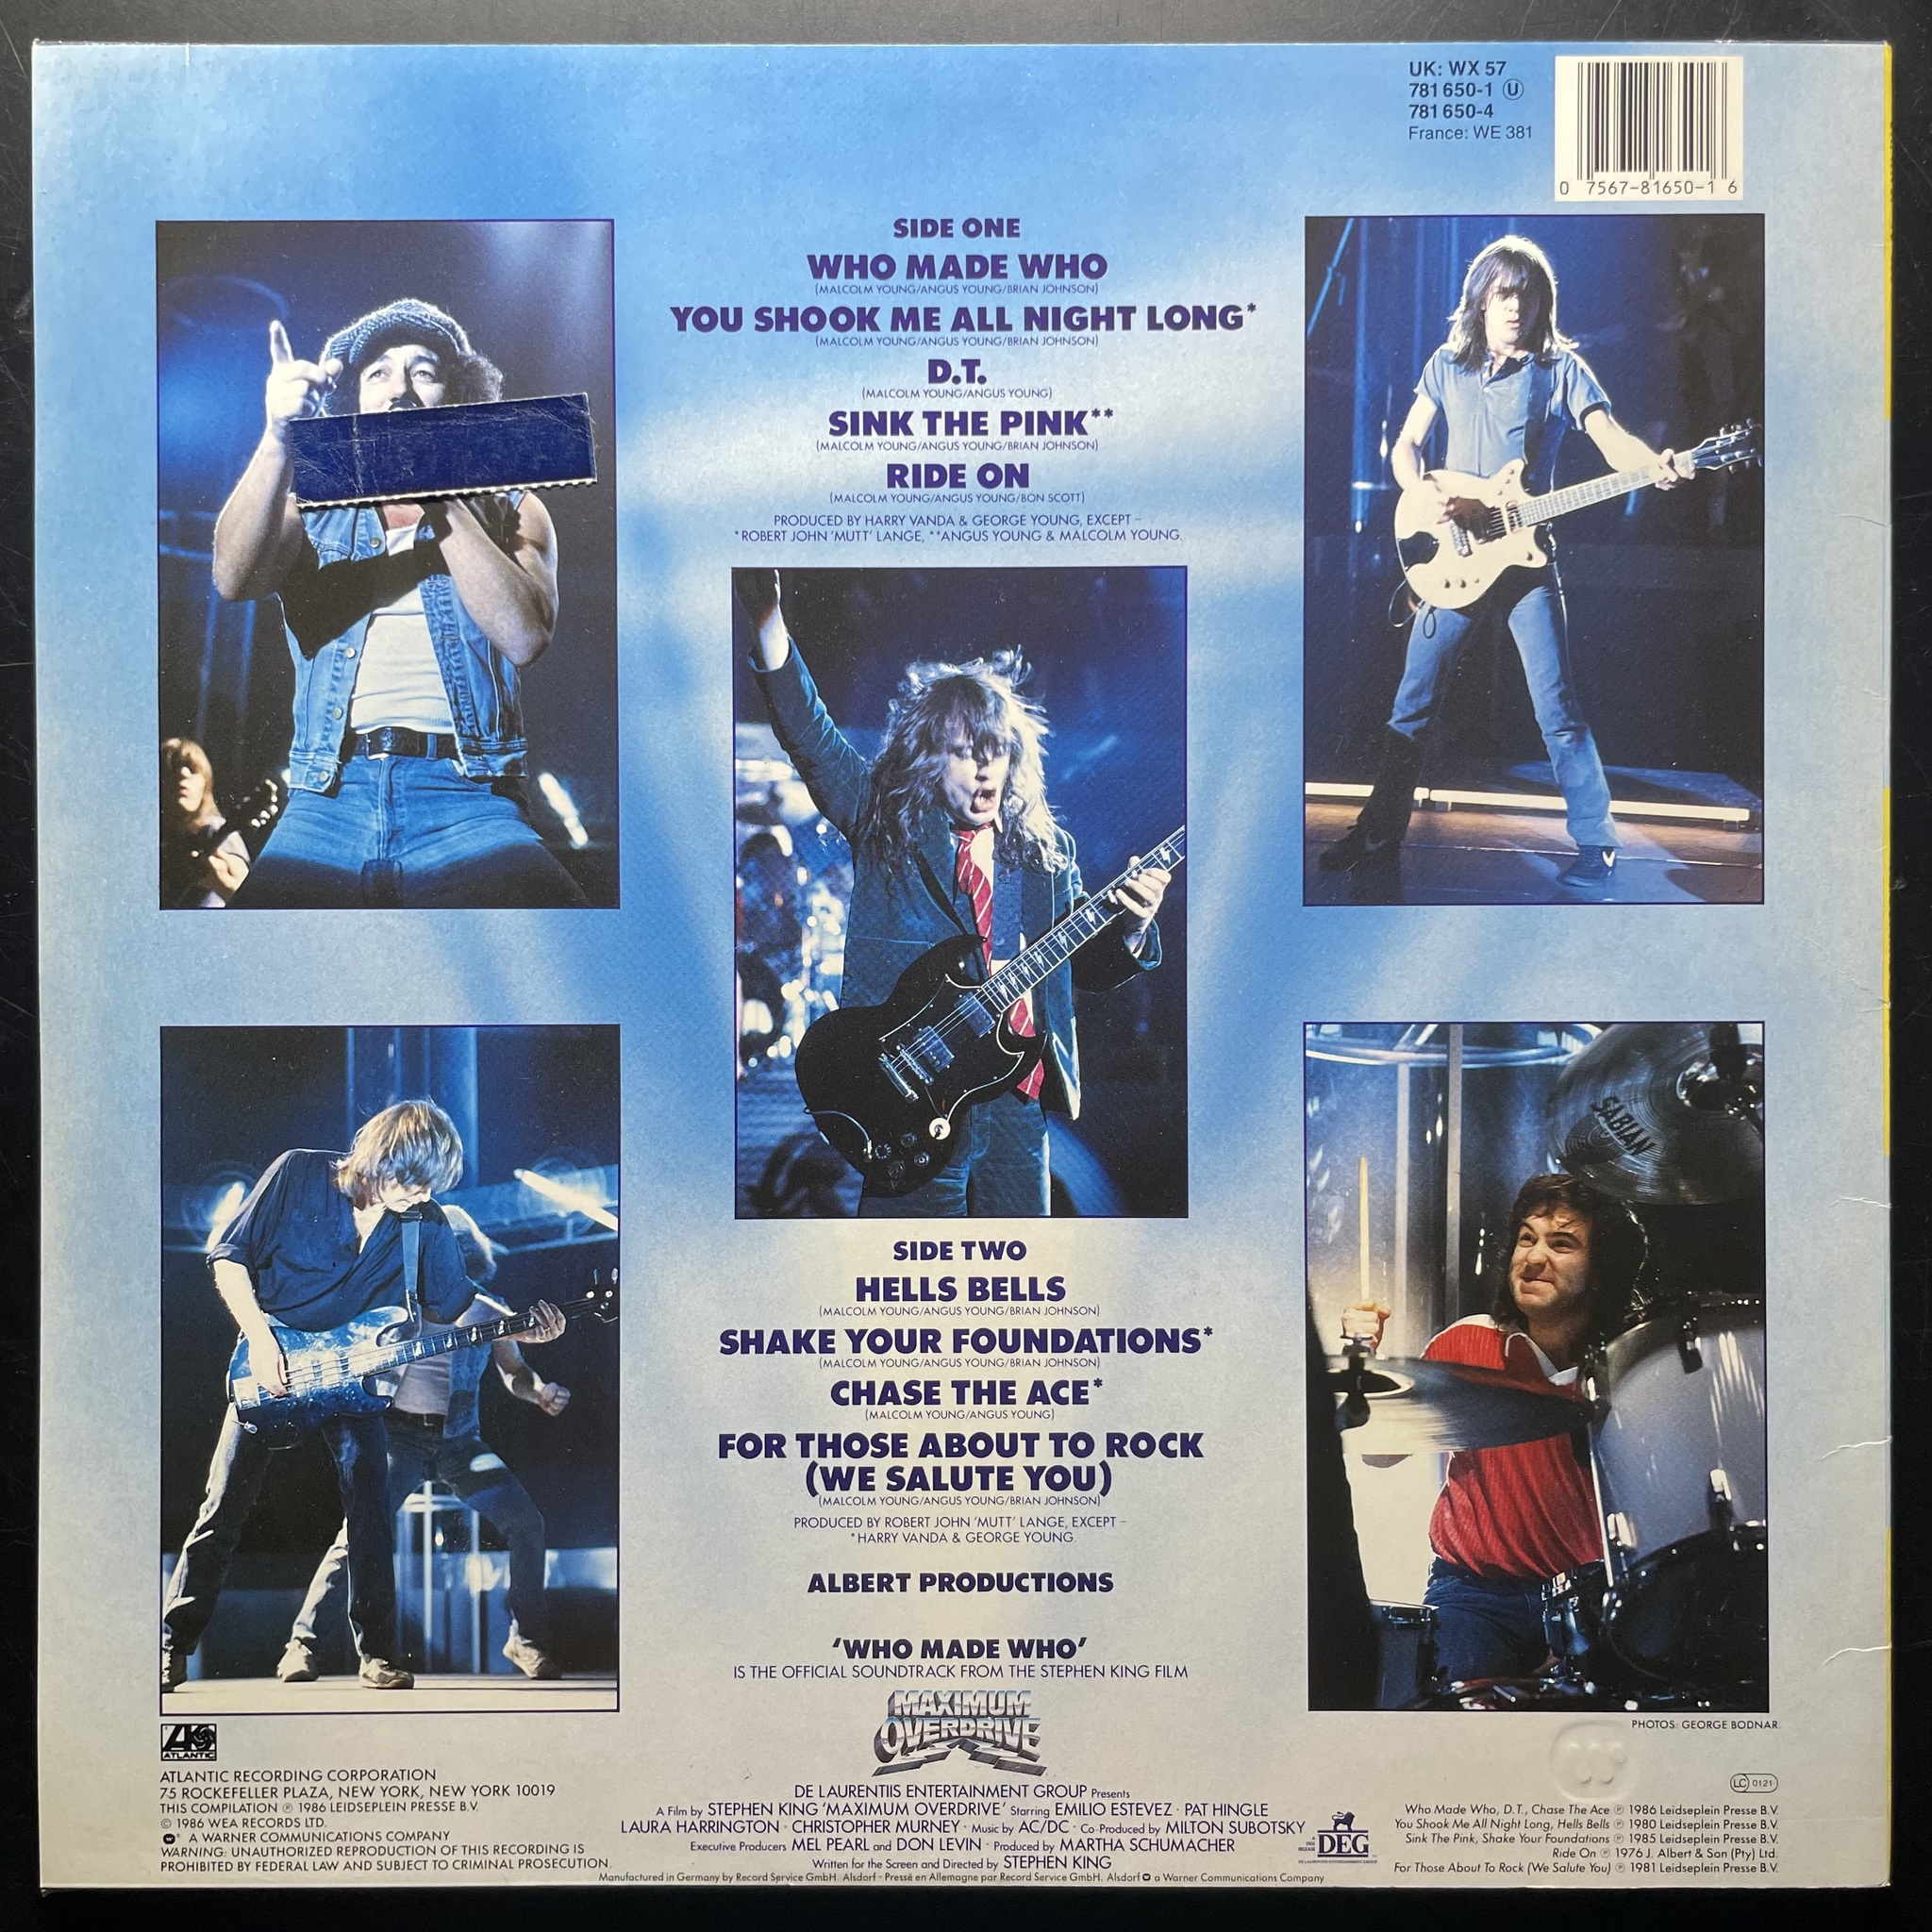 UK: WX 57
781 650-1 Ⓤ
781 650-4
France: WE 381
0 7567-81650-1 6
SIDE ONE
WHO MADE WHO
(MALCOLM YOUNG/ANGUS YOUNG/BRIAN JOHNSON)
YOU SHOOK ME ALL NIGHT LONG*
(MALCOLM YOUNG/ANGUS YOUNG/BRIAN JOHNSON)
D.T.
(MALCOLM YOUNG/ANGUS YOUNG)
SINK THE PINK**
(MALCOLM YOUNG/ANGUS YOUNG/BRIAN JOHNSON)
RIDE ON
(MALCOLM YOUNG/ANGUS YOUNG/BON SCOTT)
PRODUCED BY HARRY VANDA & GEORGE YOUNG, EXCEPT –
*ROBERT JOHN 'MUTT' LANGE, **ANGUS YOUNG & MALCOLM YOUNG.
SABIAN
SIDE TWO
HELLS BELLS
(MALCOLM YOUNG/ANGUS YOUNG/BRIAN JOHNSON)
SHAKE YOUR FOUNDATIONS*
(MALCOLM YOUNG/ANGUS YOUNG/BRIAN JOHNSON)
CHASE THE ACE*
(MALCOLM YOUNG/ANGUS YOUNG)
FOR THOSE ABOUT TO ROCK
(WE SALUTE YOU)
(MALCOLM YOUNG/ANGUS YOUNG/BRIAN JOHNSON)
PRODUCED BY ROBERT JOHN 'MUTT' LANGE, EXCEPT –
*HARRY VANDA & GEORGE YOUNG.
ALBERT PRODUCTIONS
'WHO MADE WHO'
IS THE OFFICIAL SOUNDTRACK FROM THE STEPHEN KING FILM
MAXIMUM
OVERDRIVE
DE LAURENTIIS ENTERTAINMENT GROUP Presents
A Film by STEPHEN KING 'MAXIMUM OVERDRIVE' Starring EMILIO ESTEVEZ · PAT HINGLE
LAURA HARRINGTON · CHRISTOPHER MURNEY · Music by AC/DC · Co-Produced by MILTON SUBOTSKY
Executive Producers MEL PEARL and DON LEVIN · Produced by MARTHA SCHUMACHER
Written for the Screen and Directed by STEPHEN KING
DEG
ATLANTIC
ATLANTIC RECORDING CORPORATION
75 ROCKEFELLER PLAZA, NEW YORK, NEW YORK 10019
THIS COMPILATION ℗ 1986 LEIDSEPLEIN PRESSE B.V.
© 1986 WEA RECORDS LTD.
A WARNER COMMUNICATIONS COMPANY
WARNING: UNAUTHORIZED REPRODUCTION OF THIS RECORDING IS
PROHIBITED BY FEDERAL LAW AND SUBJECT TO CRIMINAL PROSECUTION.
PHOTOS: GEORGE BODNAR.
LC 0121
Who Made Who, D.T., Chase The Ace ℗ 1986 Leidseplein Presse B.V.
You Shook Me All Night Long, Hells Bells ℗ 1980 Leidseplein Presse B.V.
Sink The Pink, Shake Your Foundations ℗ 1985 Leidseplein Presse B.V.
Ride On ℗ 1976 J. Albert & Son (Pty) Ltd.
For Those About To Rock (We Salute You) ℗ 1981 Leidseplein Presse B.V.
Manufactured in Germany by Record Service GmbH. Alsdorf · Pressé en Allemagne par Record Service GmbH. Alsdorf a Warner Communications Company